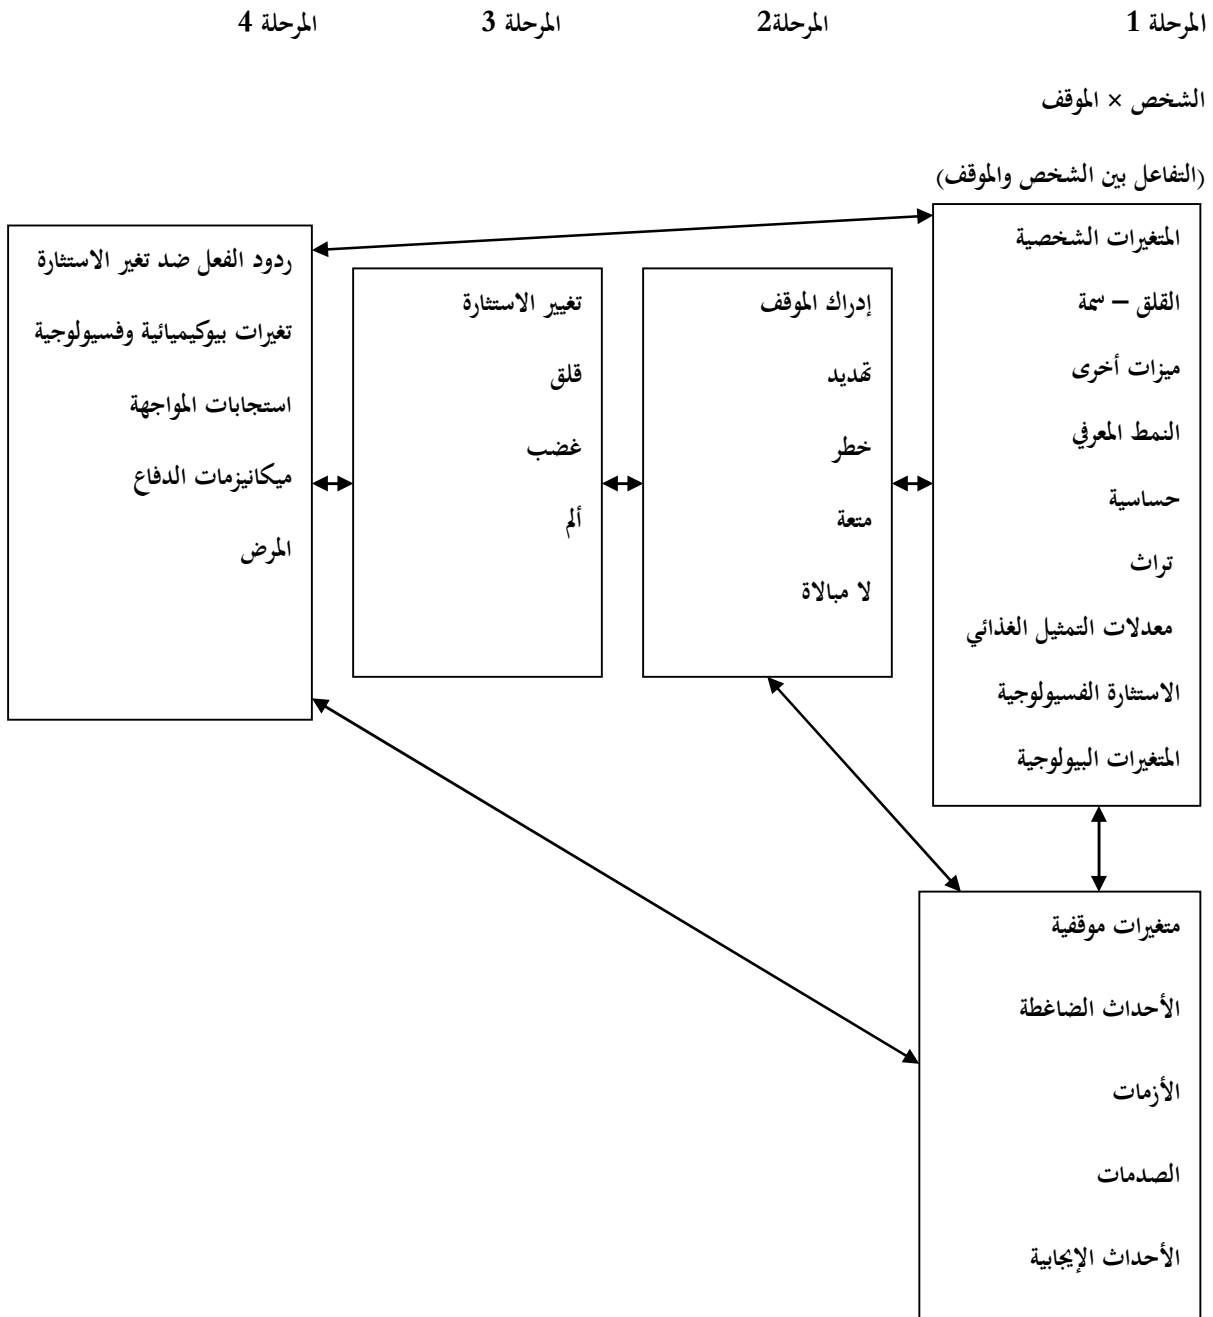 المرحلة 1
المرحلة2
المرحلة 3
المرحلة 4
الشخص × الموقف
(التفاعل بين الشخص والموقف)
المتغيرات الشخصية
القلق – سمة
ميزات أخرى
النمط المعرفي
حساسية
تراث
معدلات التمثيل الغذائي
الاستثارة الفسيولوجية
المتغيرات البيولوجية
إدراك الموقف
تهديد
خطر
متعة
لا مبالاة
تغيير الاستثارة
قلق
غضب
ألم
ردود الفعل ضد تغير الاستثارة
تغيرات بيوكيميائية وفسيولوجية
استجابات المواجهة
ميكانيزمات الدفاع
المرض
متغيرات موقفية
الأحداث الضاغطة
الأزمات
الصدمات
الأحداث الإيجابية